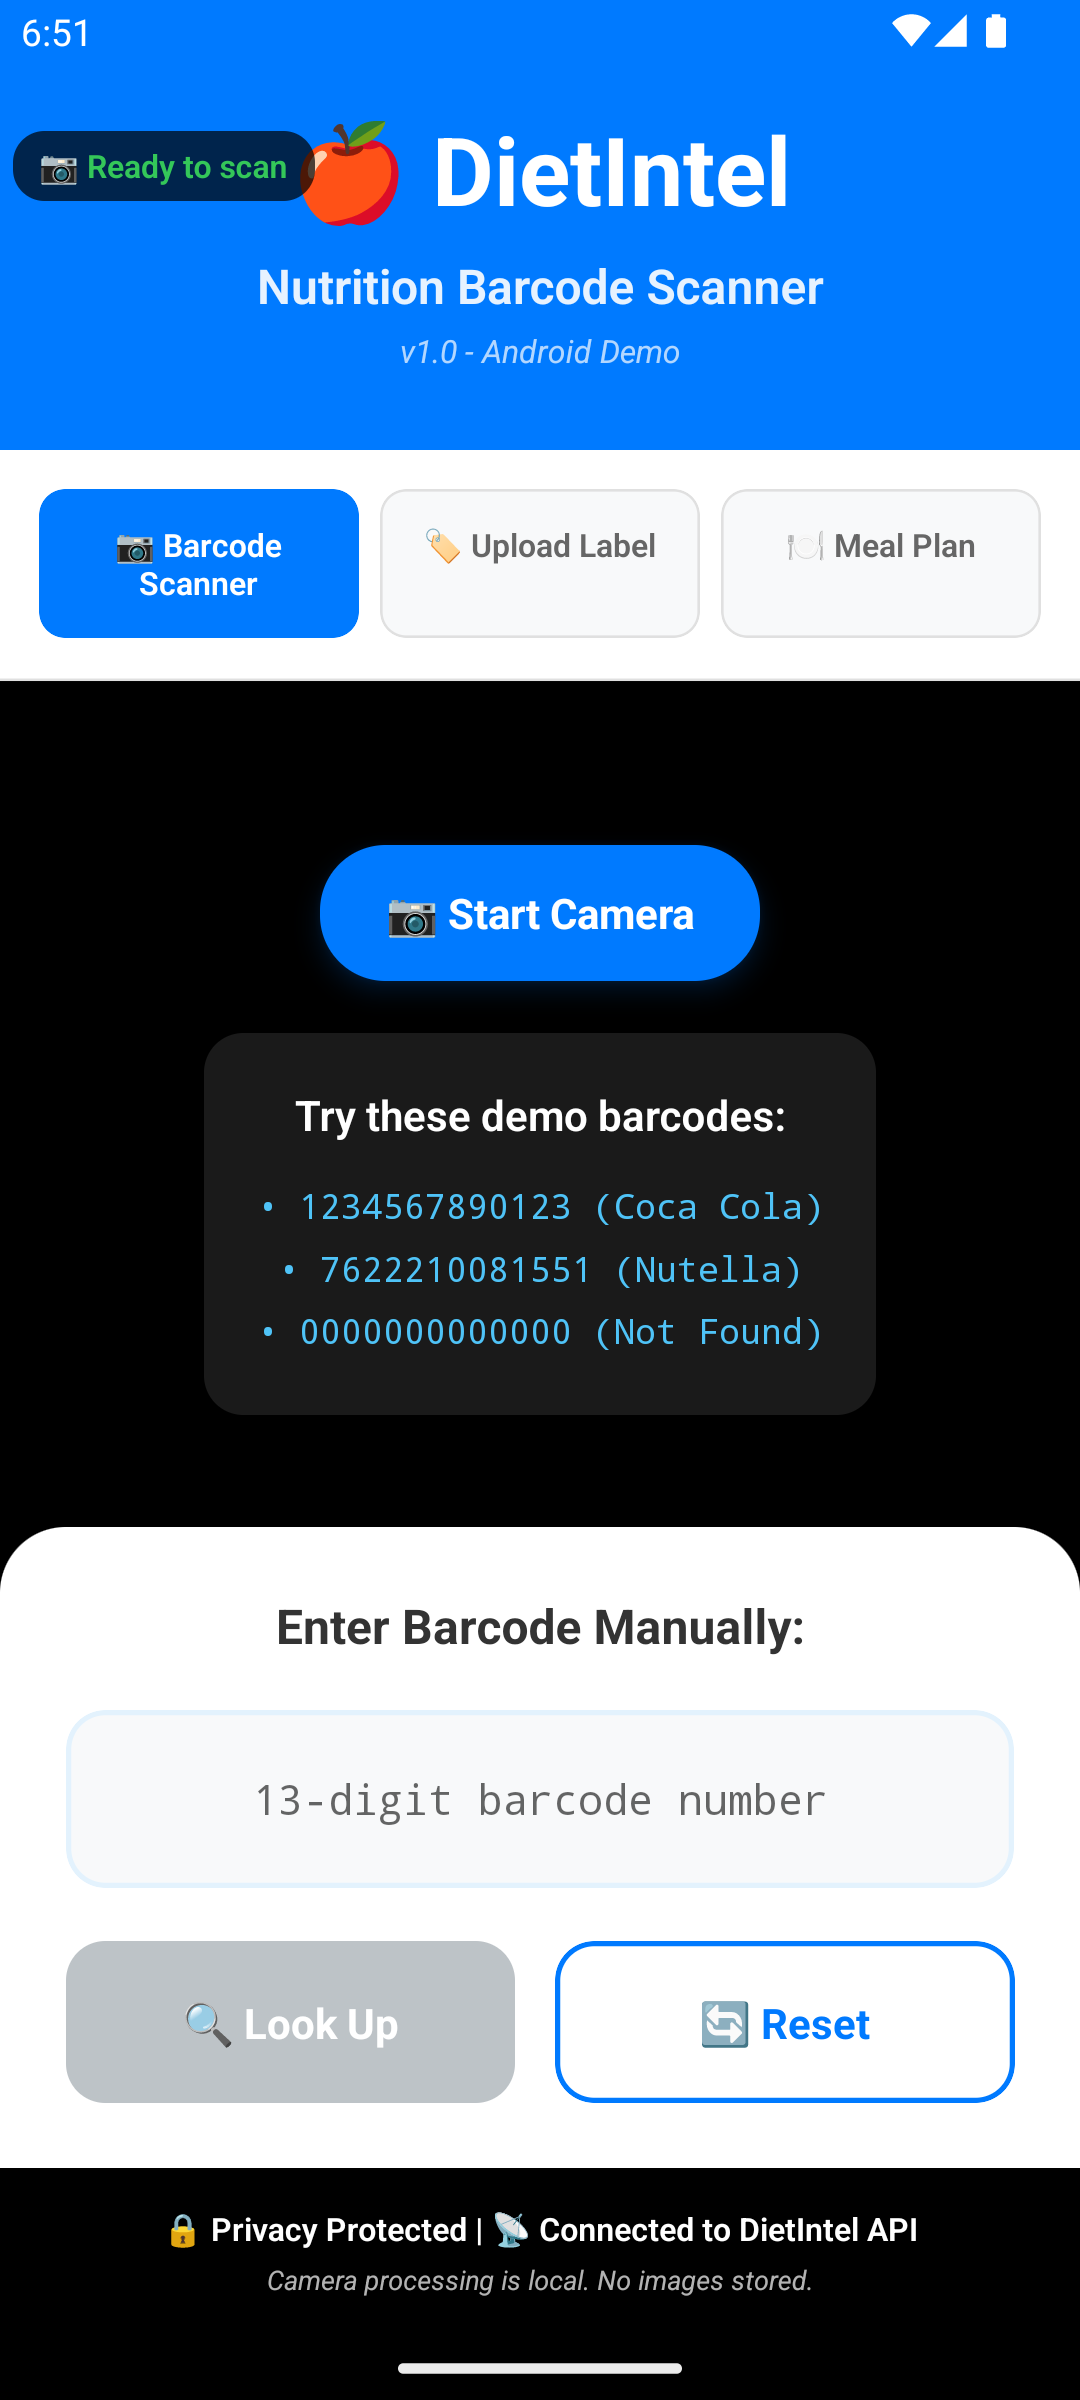 6:51
📷 Ready to scan
🍎 DietIntel
Nutrition Barcode Scanner
v1.0 - Android Demo
📷 Barcode
Scanner
🏷️ Upload Label
🍽️ Meal Plan
📷 Start Camera
Try these demo barcodes:
• 1234567890123 (Coca Cola)
• 7622210081551 (Nutella)
• 0000000000000 (Not Found)
Enter Barcode Manually:
13-digit barcode number
🔍 Look Up
🔄 Reset
🔒 Privacy Protected | 📡 Connected to DietIntel API
Camera processing is local. No images stored.